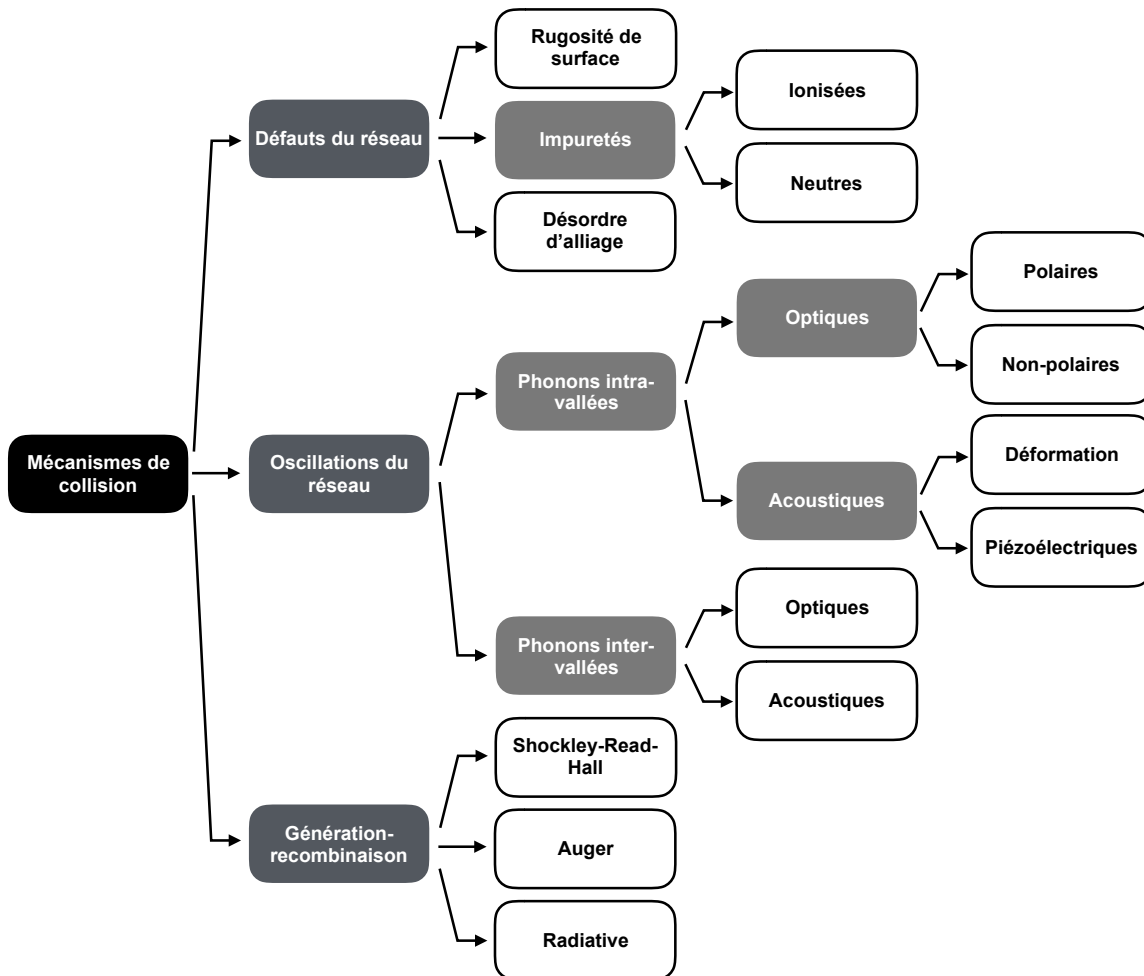 Mécanismes de
collision
Défauts du réseau
Rugosité de
surface
Impuretés
Ionisées
Neutres
Désordre
d'alliage
Oscillations du
réseau
Phonons intra-
vallées
Optiques
Polaires
Non-polaires
Acoustiques
Déformation
Piézoélectriques
Phonons inter-
vallées
Optiques
Acoustiques
Génération-
recombinaison
Shockley-Read-
Hall
Auger
Radiative